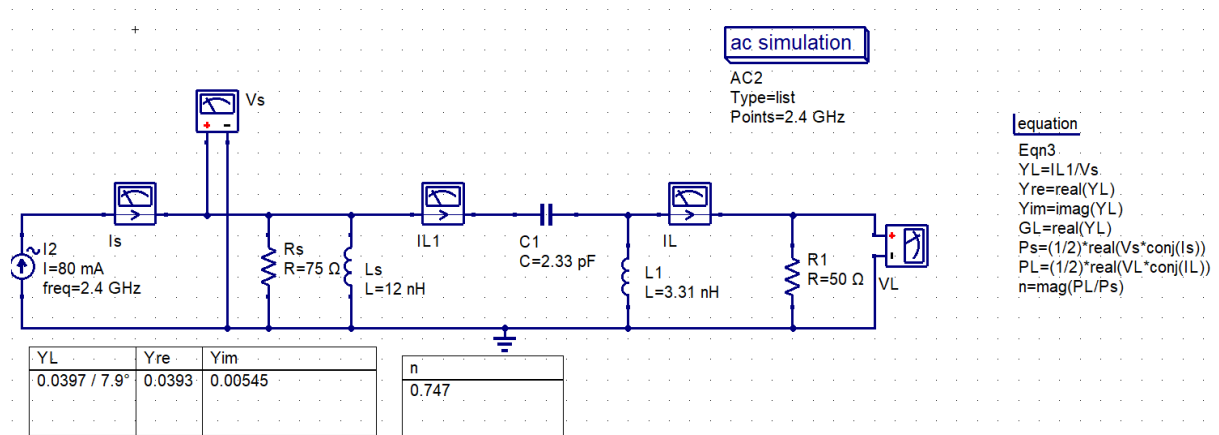 ac simulation
AC2
Type=list
Points=2.4 GHz
Vs
+ -
equation
Eqn3
YL=IL1/Vs
Yre=real(YL)
Yim=imag(YL)
GL=real(YL)
Ps=(1/2)*real(Vs*conj(Is))
PL=(1/2)*real(VL*conj(IL))
n=mag(PL/Ps)
I2
I=80 mA
freq=2.4 GHz
Is
Rs
R=75 Ω
Ls
L=12 nH
IL1
C1
C=2.33 pF
L1
L=3.31 nH
IL
R1
R=50 Ω
+
-
VL
YL Yre Yim
0.0397 / 7.9° 0.0393 0.00545
n
0.747